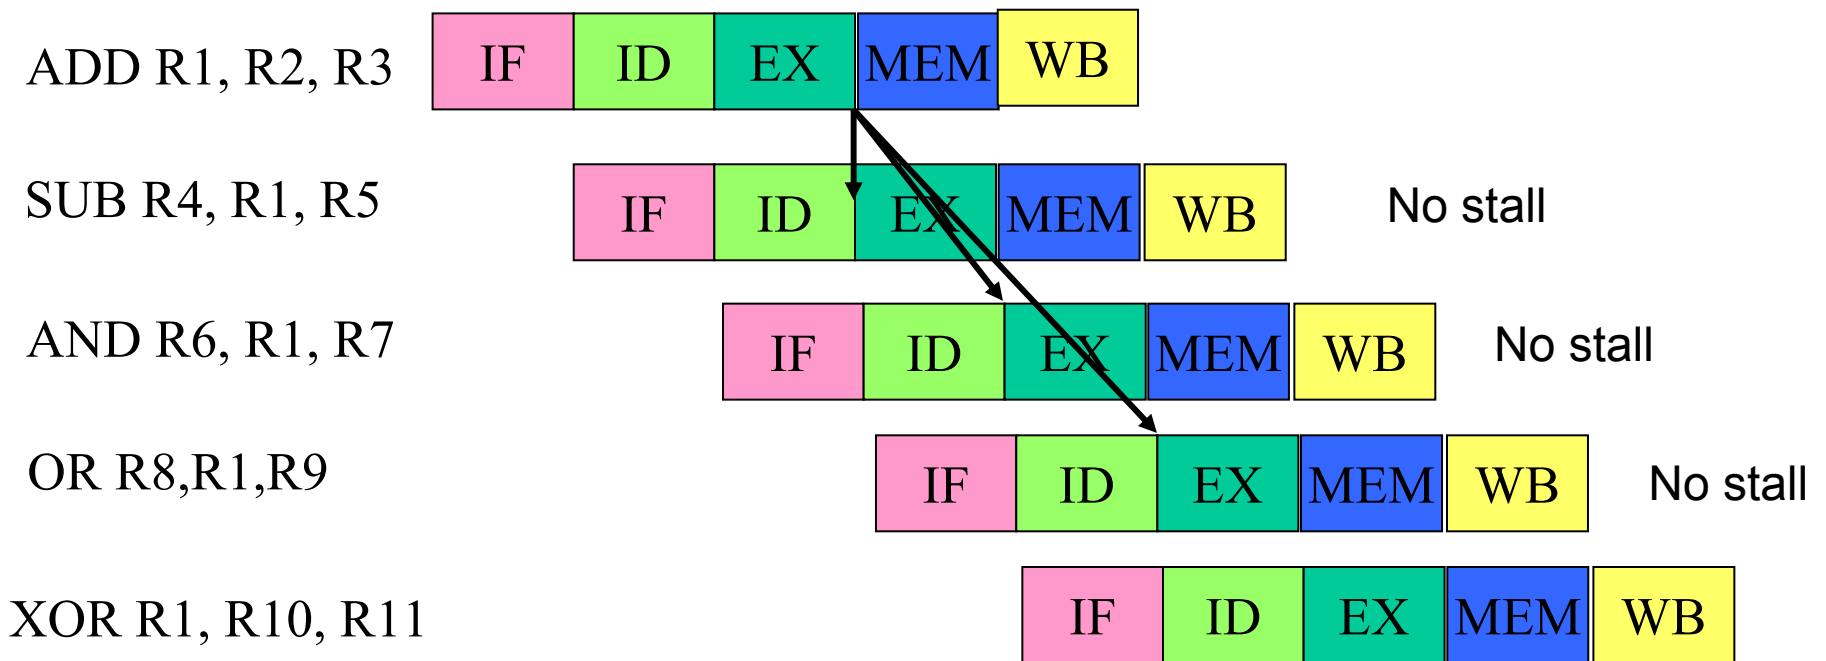 ADD R1, R2, R3 IF ID EX MEM WB
SUB R4, R1, R5 IF ID EX MEM WB No stall
AND R6, R1, R7 IF ID EX MEM WB No stall
OR R8,R1,R9 IF ID EX MEM WB No stall
XOR R1, R10, R11 IF ID EX MEM WB